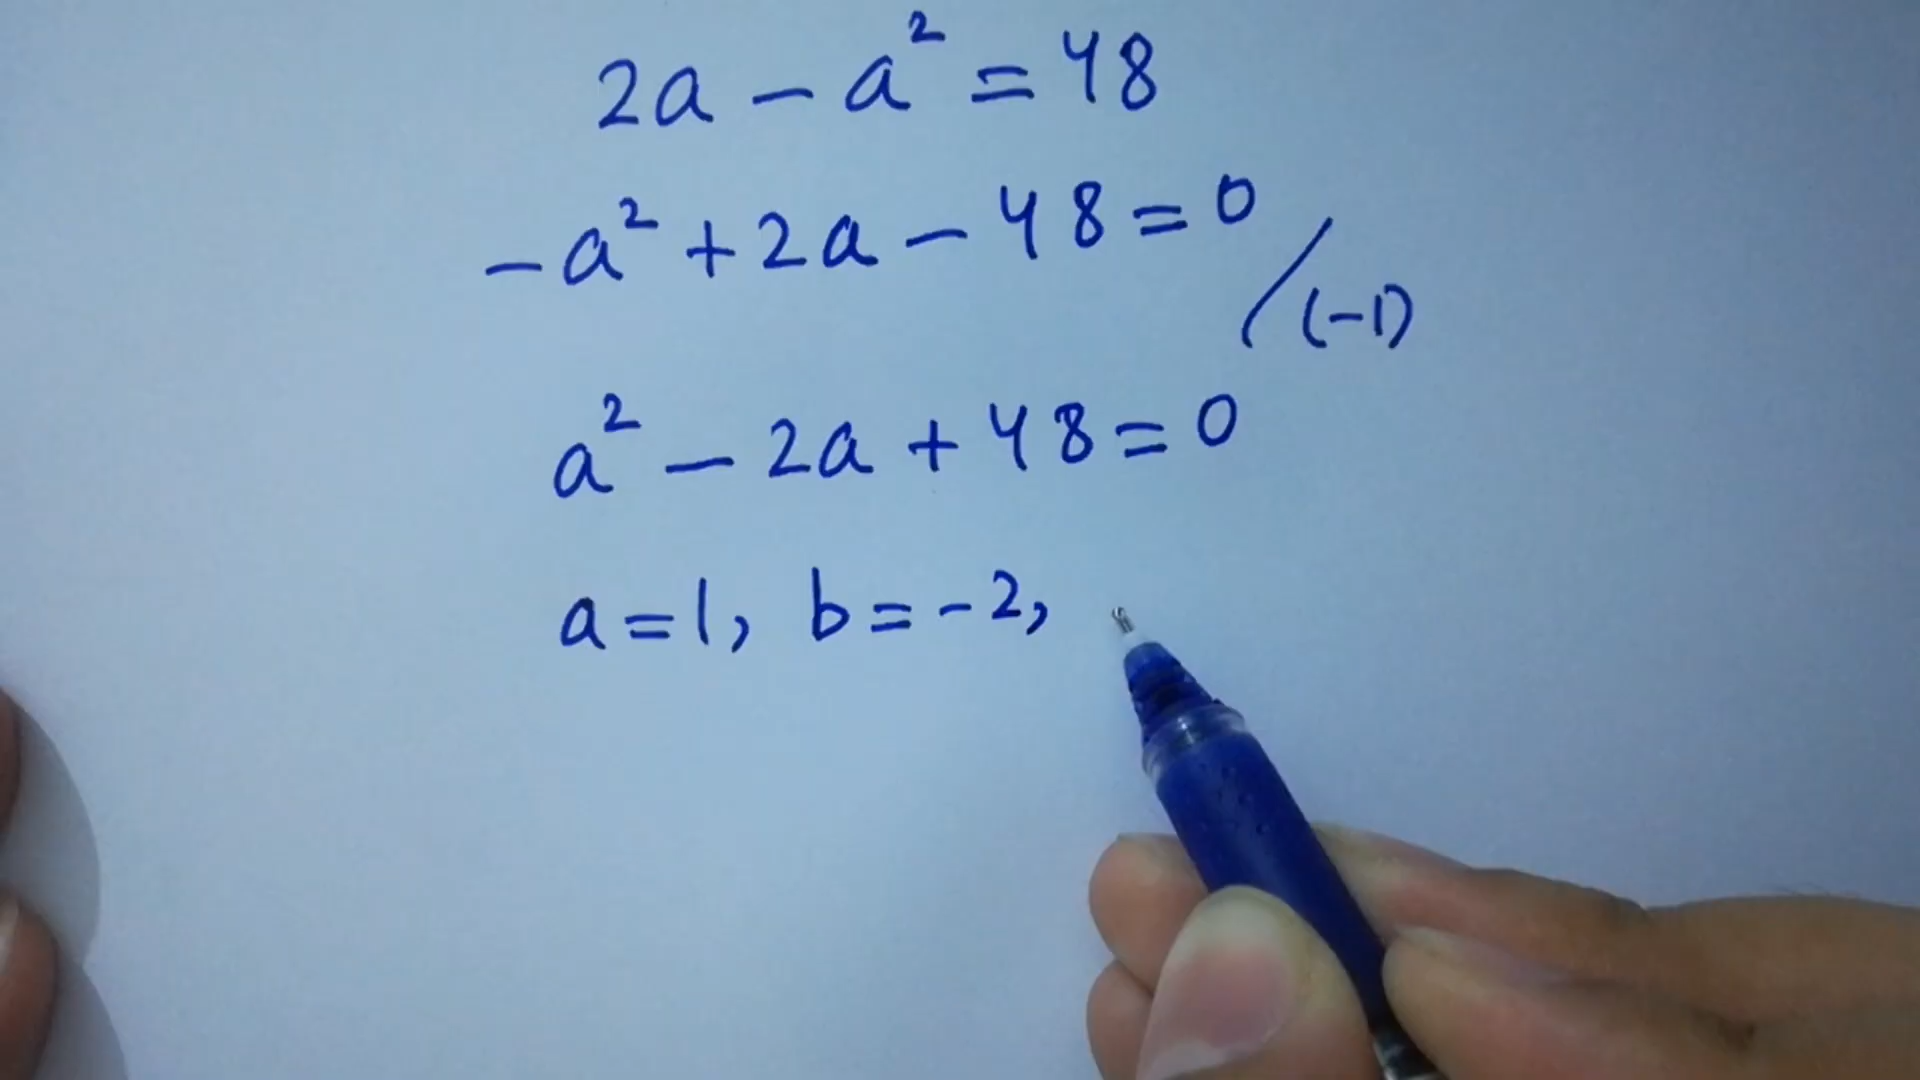 2a - a² = 48
-a² + 2a - 48 = 0 / (-1)
a² - 2a + 48 = 0
a = 1, b = -2,